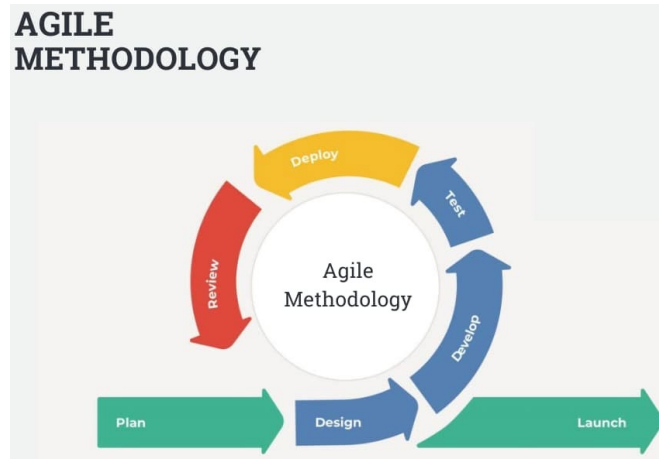 AGILE
METHODOLOGY
Deploy
Test
Review
Agile
Methodology
Develop
Plan
Design
Launch